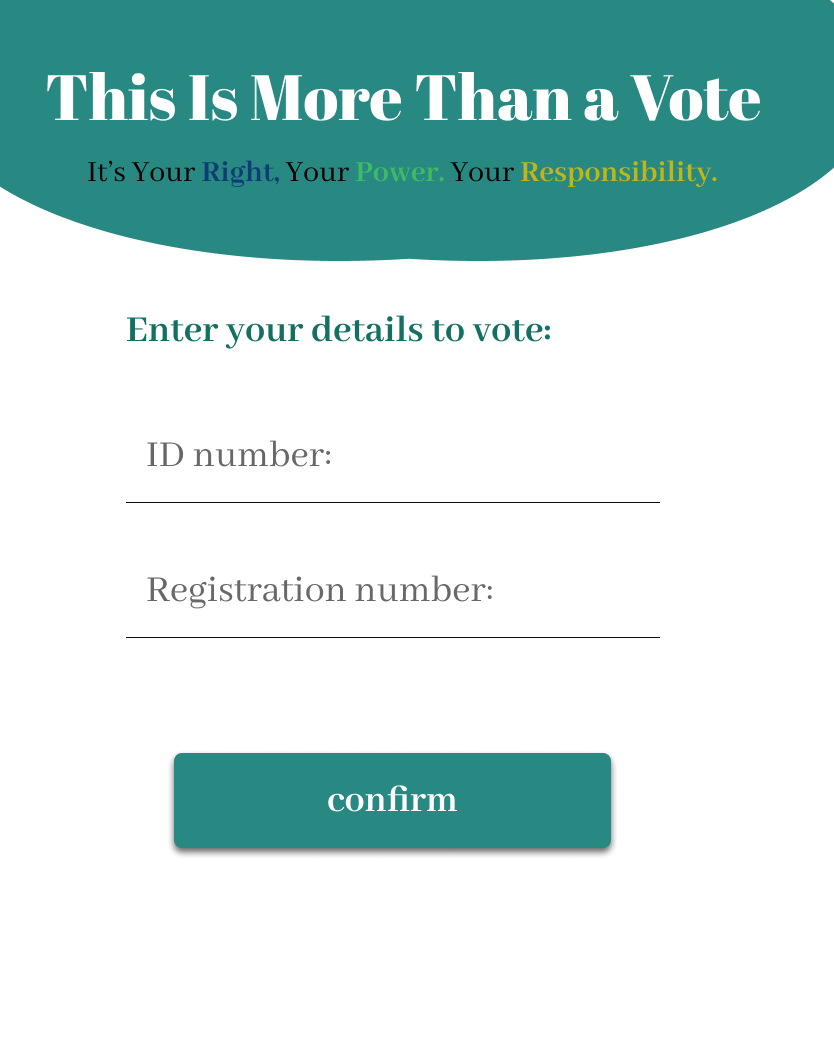 This Is More Than a Vote
It’s Your Right, Your Power. Your Responsibility.
Enter your details to vote:
ID number:
Registration number:
confirm